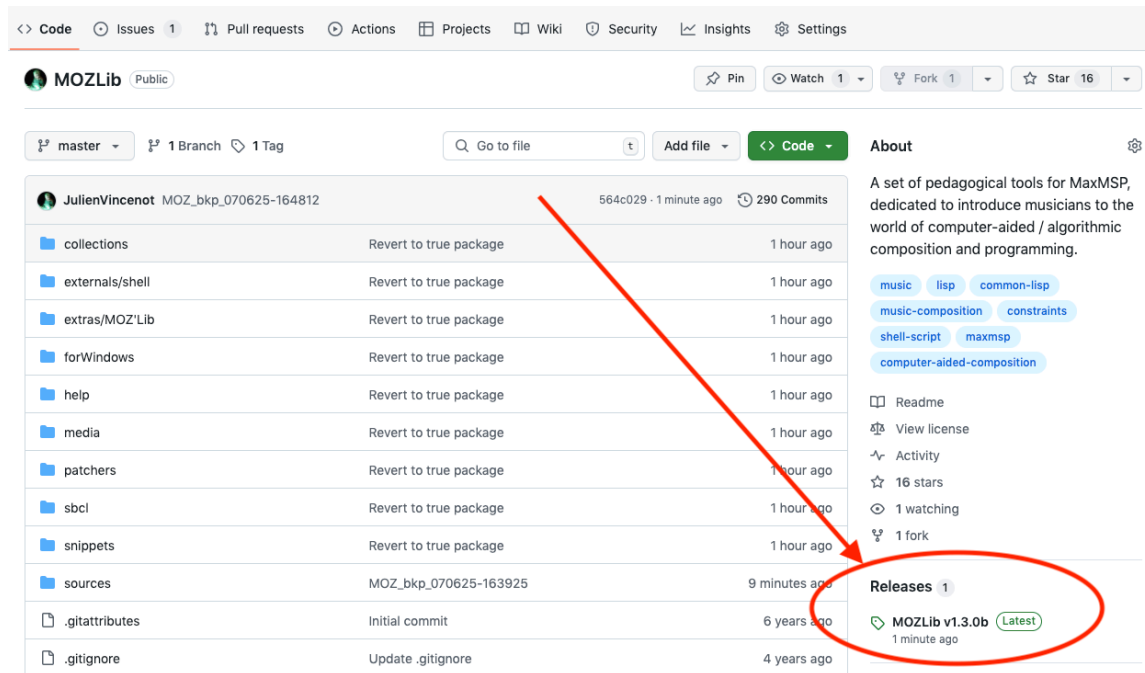 Code Issues 1 Pull requests Actions Projects Wiki Security Insights Settings
MOZLib Public Pin Watch 1 Fork 1 Star 16
master 1 Branch 1 Tag Go to file t Add file Code
JulienVincenot MOZ_bkp_070625-164812 564c029 · 1 minute ago 290 Commits
collections Revert to true package 1 hour ago
externals/shell Revert to true package 1 hour ago
extras/MOZ'Lib Revert to true package 1 hour ago
forWindows Revert to true package 1 hour ago
help Revert to true package 1 hour ago
media Revert to true package 1 hour ago
patchers Revert to true package 1 hour ago
sbcl Revert to true package 1 hour ago
snippets Revert to true package 1 hour ago
sources MOZ_bkp_070625-163925 9 minutes ago
.gitattributes Initial commit 6 years ago
.gitignore Update .gitignore 4 years ago
About
A set of pedagogical tools for MaxMSP,
dedicated to introduce musicians to the
world of computer-aided / algorithmic
composition and programming.
music lisp common-lisp
music-composition constraints
shell-script maxmsp
computer-aided-composition
Readme
View license
Activity
16 stars
1 watching
1 fork
Releases 1
MOZLib v1.3.0b Latest
1 minute ago